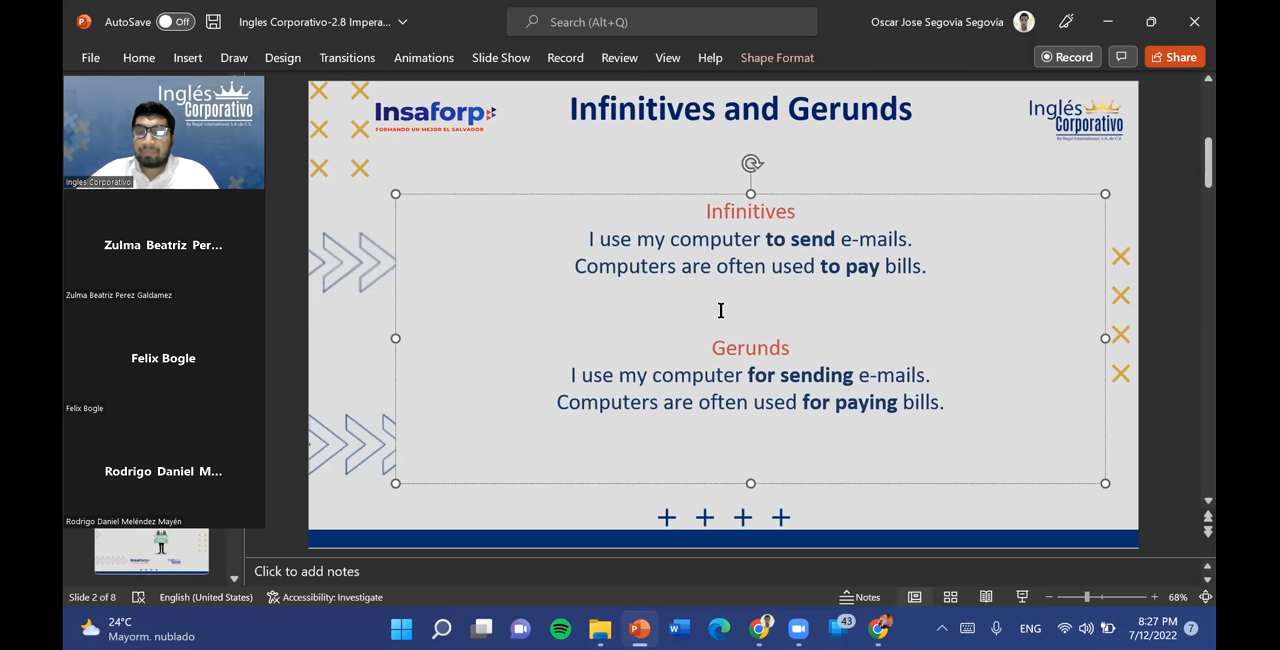 AutoSave Off Ingles Corporativo-2.8 Impera... Search (Alt+Q) Oscar Jose Segovia Segovia
File Home Insert Draw Design Transitions Animations Slide Show Record Review View Help Shape Format Record Share
Inglés
Corporativo
Ingles Corporativo
Zulma Beatriz Per...
Zulma Beatriz Perez Galdamez
Felix Bogle
Felix Bogle
Rodrigo Daniel M...
Rodrigo Daniel Meléndez Mayén
Insaforp
FORMANDO UN MEJOR EL SALVADOR
Infinitives and Gerunds
Inglés
Corporativo
By Regal International, S.A. de C.V.
Infinitives
I use my computer to send e-mails.
Computers are often used to pay bills.
Gerunds
I use my computer for sending e-mails.
Computers are often used for paying bills.
Click to add notes
Slide 2 of 8 English (United States) Accessibility: Investigate Notes 68%
24°C
Mayorm. nublado
43
ENG
8:27 PM
7/12/2022
7